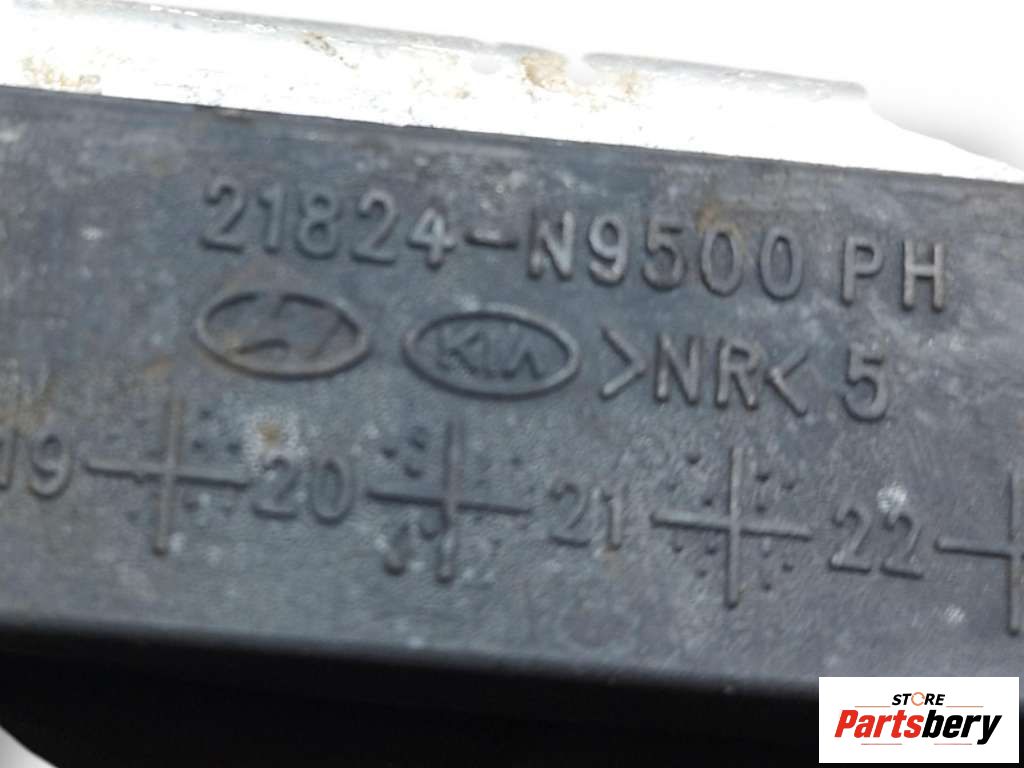 21824-N9500 PH
KIA >NR< 5
19 20 21 22
STORE
Partsbery